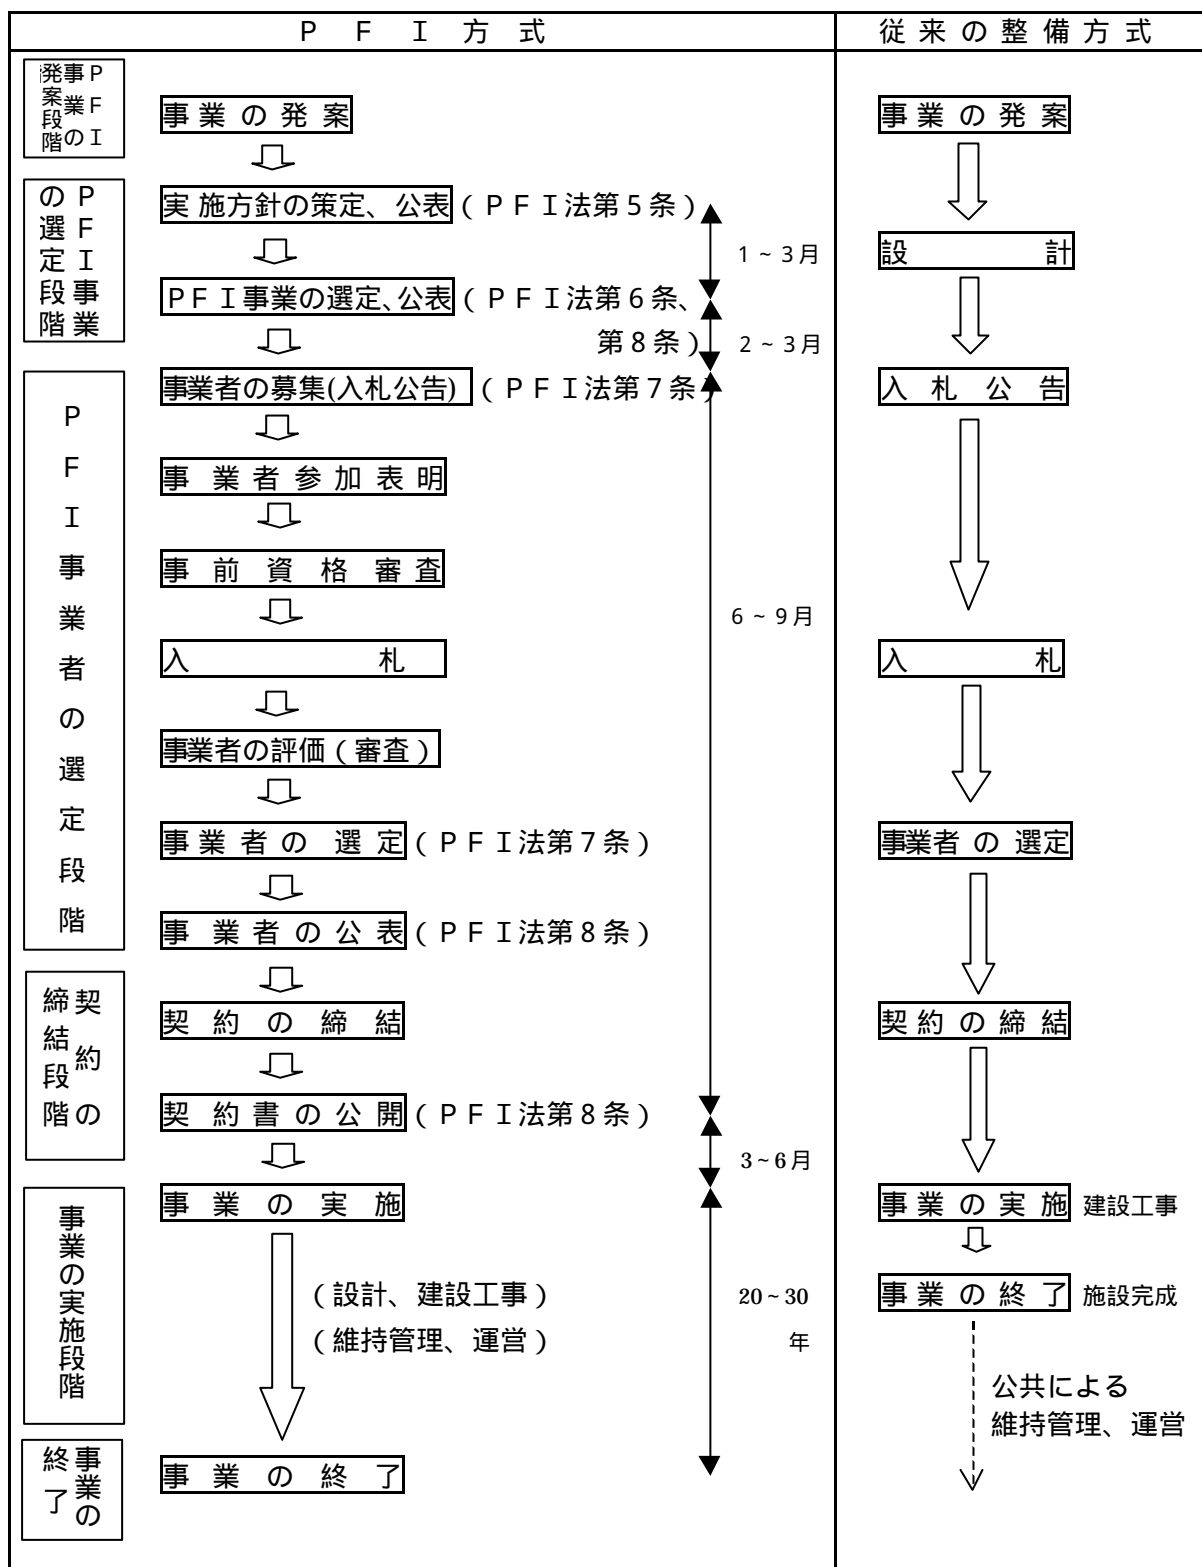 ＰＦＩ方式
従来の整備方式
ＰＦＩ事業の発案段階
事業の発案
事業の発案
ＰＦＩ事業の選定段階
実施方針の策定、公表(ＰＦＩ法第５条)
1～3月
設計
ＰＦＩ事業の選定、公表(ＰＦＩ法第６条、
第８条)
2～3月
ＰＦＩ事業者の選定段階
事業者の募集(入札公告)(ＰＦＩ法第７条)
入札公告
事業者参加表明
事前資格審査
6～9月
入札
入札
事業者の評価(審査)
事業者の選定(ＰＦＩ法第７条)
事業者の選定
事業者の公表(ＰＦＩ法第８条)
契約の締結段階
契約の締結
契約の締結
契約書の公開(ＰＦＩ法第８条)
3～6月
事業の実施段階
事業の実施
事業の実施 建設工事
(設計、建設工事)
(維持管理、運営)
20～30
年
事業の終了 施設完成
公共による
維持管理、運営
事業の終了
事業の終了